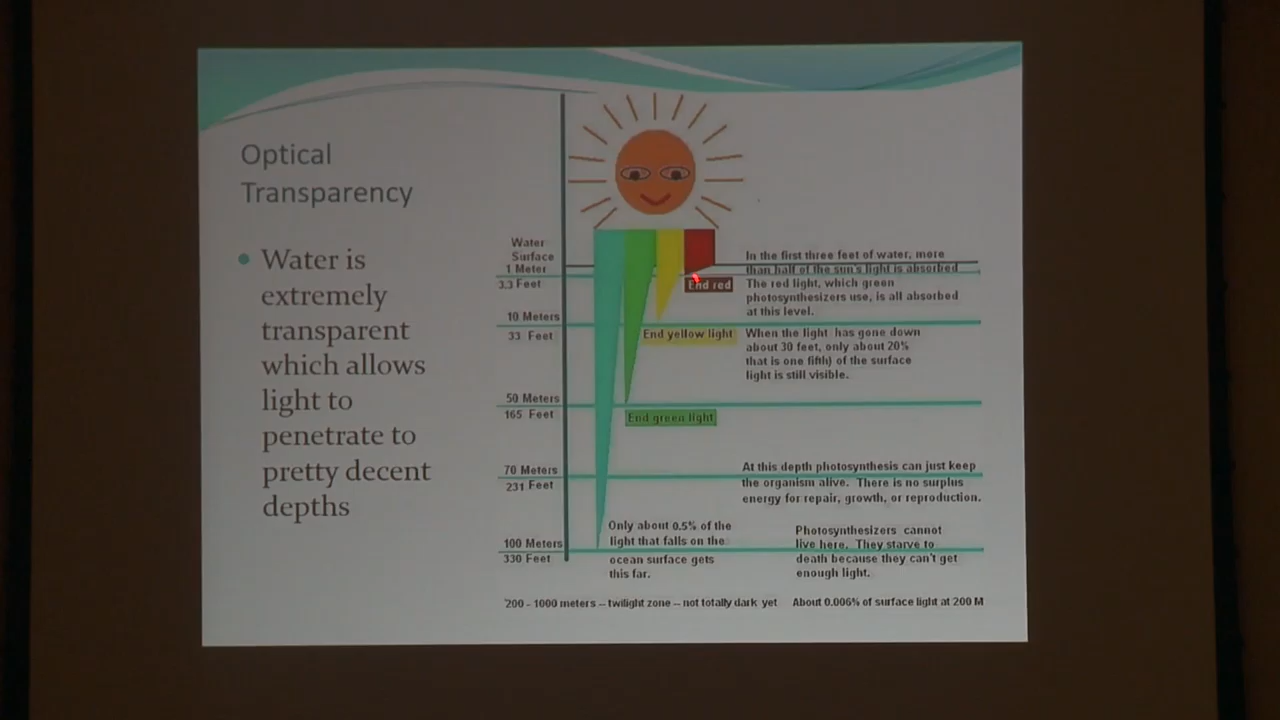 Optical
Transparency
Water is
extremely
transparent
which allows
light to
penetrate to
pretty decent
depths
Water
Surface
1 Meter
3.3 Feet
10 Meters
33 Feet
50 Meters
165 Feet
70 Meters
231 Feet
100 Meters
330 Feet
End red
End yellow light
End green light
In the first three feet of water, more
than half of the sun's light is absorbed
The red light, which green
photosynthesizers use, is all absorbed
at this level.
When the light has gone down
about 30 feet, only about 20%
that is one fifth) of the surface
light is still visible.
At this depth photosynthesis can just keep
the organism alive. There is no surplus
energy for repair, growth, or reproduction.
Only about 0.5% of the
light that falls on the
ocean surface gets
this far.
Photosynthesizers cannot
live here. They starve to
death because they can't get
enough light.
200 - 1000 meters – twilight zone – not totally dark yet
About 0.006% of surface light at 200 M